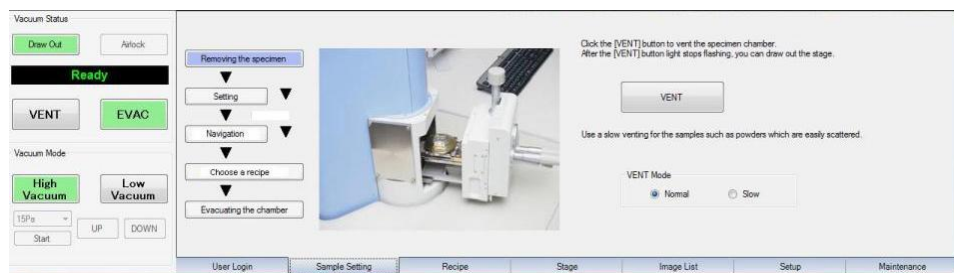 Vacuum Status
Draw Out
Airlock
Ready
VENT
EVAC
Vacuum Mode
High Vacuum
Low Vacuum
15Pa
Start
UP
DOWN
Removing the specimen
Setting
Navigation
Choose a recipe
Evacuating the chamber
Click the [VENT] button to vent the specimen chamber.
After the [VENT] button light stops flashing, you can draw out the stage.
VENT
Use a slow venting for the samples such as powders which are easily scattered.
VENT Mode
Normal
Slow
User Login
Sample Setting
Recipe
Stage
Image List
Setup
Maintenance